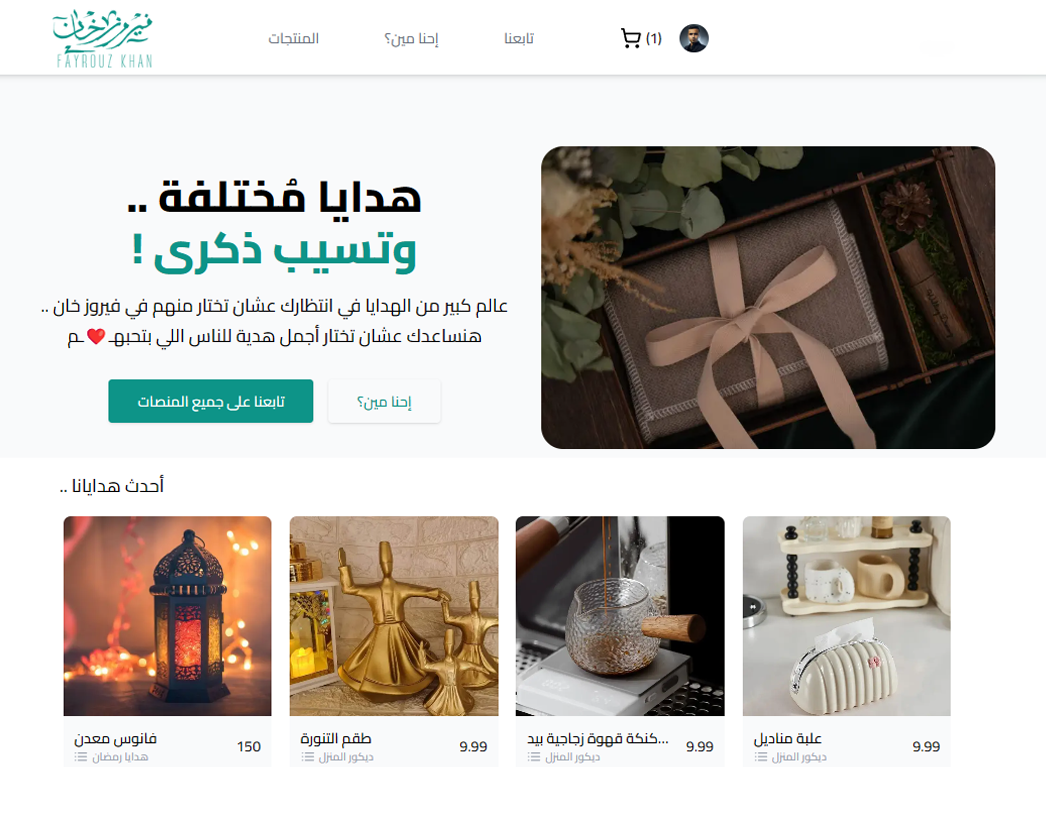 فيروز خان
FAYROUZ KHAN
المنتجات
إحنا مين؟
تابعنا
(1)
هدايا مُختلفة ..
وتسيب ذكرى !
عالم كبير من الهدايا في انتظارك عشان تختار منهم في فيروز خان ..
هنساعدك عشان تختار أجمل هدية للناس اللي بتحبهـ ❤️ ـم
تابعنا على جميع المنصات
إحنا مين؟
أحدث هدايانا ..
فانوس معدن
150
هدايا رمضان
طقم التنورة
9.99
ديكور المنزل
كنكة قهوة زجاجية بيد...
9.99
ديكور المنزل
علبة مناديل
9.99
ديكور المنزل